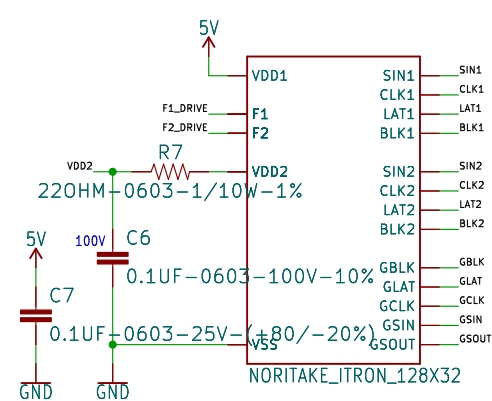 5V
VDD1
SIN1
SIN1
CLK1
CLK1
F1_DRIVE
F1
LAT1
LAT1
F2_DRIVE
F2
BLK1
BLK1
R7
VDD2
VDD2
SIN2
SIN2
22OHM-0603-1/10W-1%
CLK2
CLK2
LAT2
LAT2
BLK2
BLK2
5V
100V
C6
GBLK
GBLK
0.1UF-0603-100V-10%
GLAT
GLAT
C7
GCLK
GCLK
GSIN
GSIN
0.1UF-0603-25V-(+80/-20%)
VSS
GSOUT
GSOUT
NORITAKE_ITRON_128X32
GND
GND